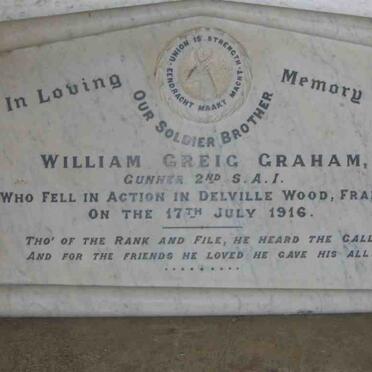 UNION IS STRENGTH
EENDRACHT MAAKT MACHT
In Loving Memory
OUR SOLDIER BROTHER
WILLIAM GREIG GRAHAM,
GUNNER 2ND S.A.I.
WHO FELL IN ACTION IN DELVILLE WOOD, FRA
ON THE 17TH JULY 1916.
THO' OF THE RANK AND FILE, HE HEARD THE CALL
AND FOR THE FRIENDS HE LOVED HE GAVE HIS ALL